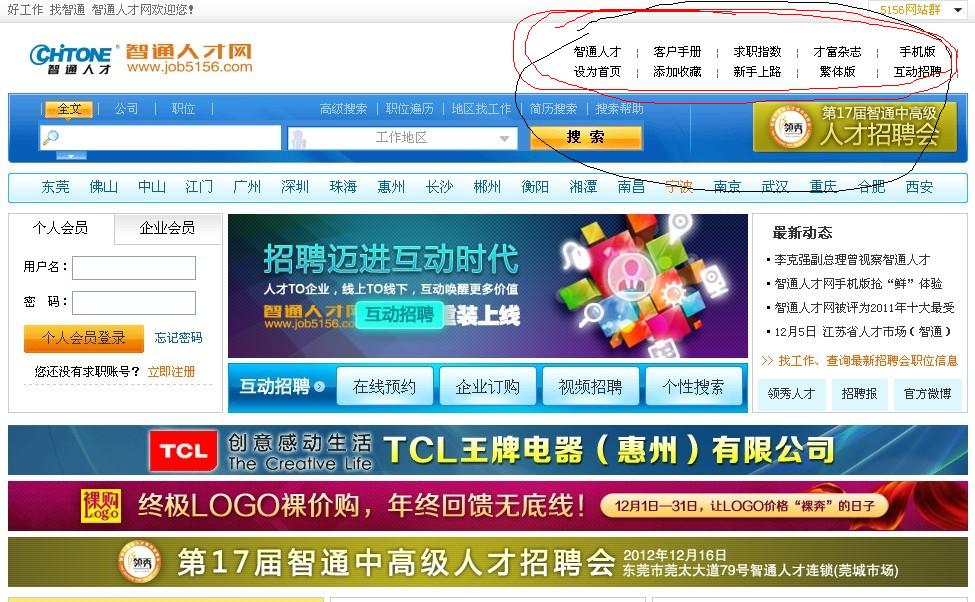 好工作 找智通 智通人才网欢迎您!
5156网站群
CHITONE
智通人才
智通人才网
www.job5156.com
智通人才 客户手册 求职指数 才富杂志 手机版
设为首页 添加收藏 新手上路 繁体版 互动招聘
全文 公司 职位 高级搜索 职位遍历 地区找工作 简历搜索 搜索帮助
工作地区 搜索
领秀
第17届智通中高级
人才招聘会
东莞 佛山 中山 江门 广州 深圳 珠海 惠州 长沙 郴州 衡阳 湘潭 南昌 宁波 南京 武汉 重庆 合肥 西安
个人会员 企业会员
用户名：
密 码：
个人会员登录 忘记密码
您还没有求职账号？ 立即注册
招聘迈进互动时代
人才TO企业，线上TO线下，互动唤醒更多价值
智通人才 重装上线
www.job5156.co
互动招聘
互动招聘 在线预约 企业订购 视频招聘 个性搜索
最新动态
李克强副总理曾视察智通人才
智通人才网手机版抢“鲜”体验
智通人才网被评为2011年十大最受
12月5日 江苏省人才市场（智通）
>> 找工作、查询最新招聘会职位信息
领秀人才 招聘报 官方微博
TCL 创意感动生活 The Creative Life TCL王牌电器（惠州）有限公司
裸购Logo 终极LOGO裸价购，年终回馈无底线！ 12月1日—31日，让LOGO价格“裸奔”的日子
领秀 第17届智通中高级人才招聘会 2012年12月16日
东莞市莞太大道79号智通人才连锁(莞城市场)